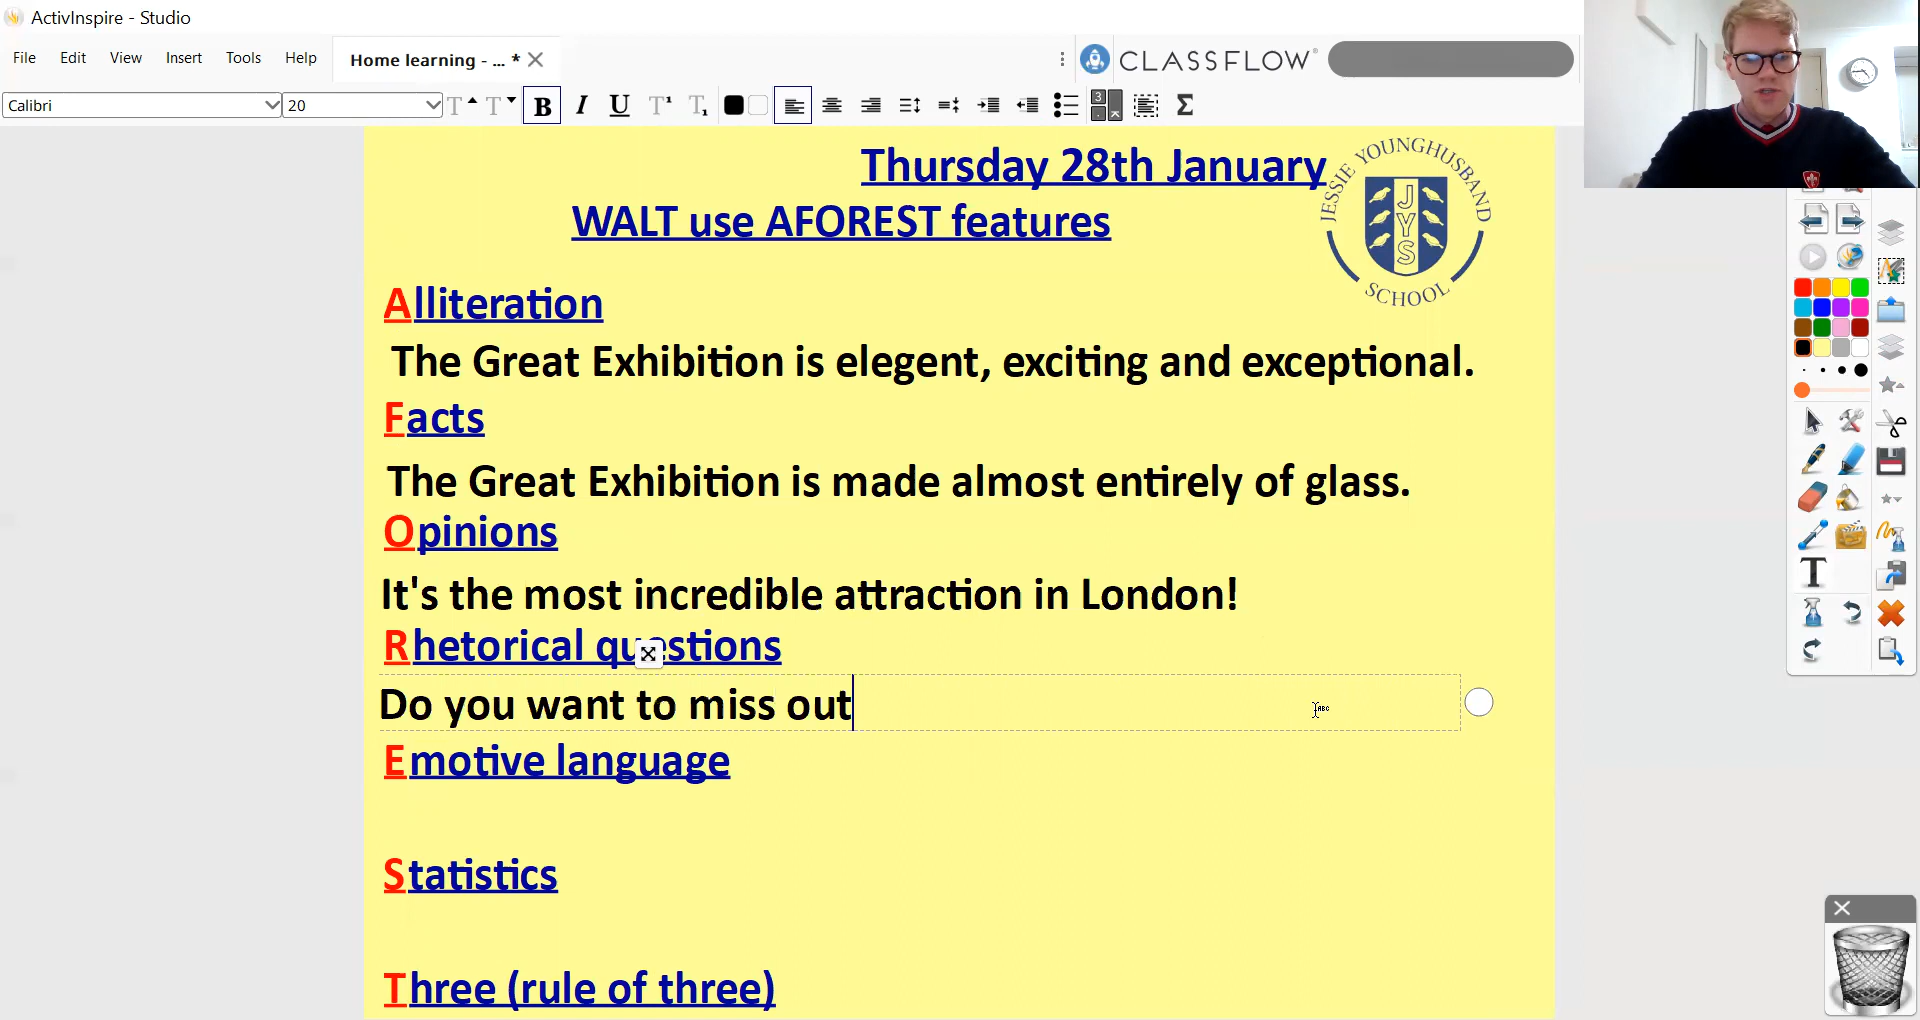 ActivInspire - Studio
File Edit View Insert Tools Help
Home learning - ... *
CLASSFLOW
Calibri 20
Thursday 28th January
WALT use AFOREST features
JESSIE YOUNGHUSBAND
JYS
SCHOOL
Alliteration
The Great Exhibition is elegent, exciting and exceptional.
Facts
The Great Exhibition is made almost entirely of glass.
Opinions
It's the most incredible attraction in London!
Rhetorical questions
Do you want to miss out
Emotive language
Statistics
Three (rule of three)